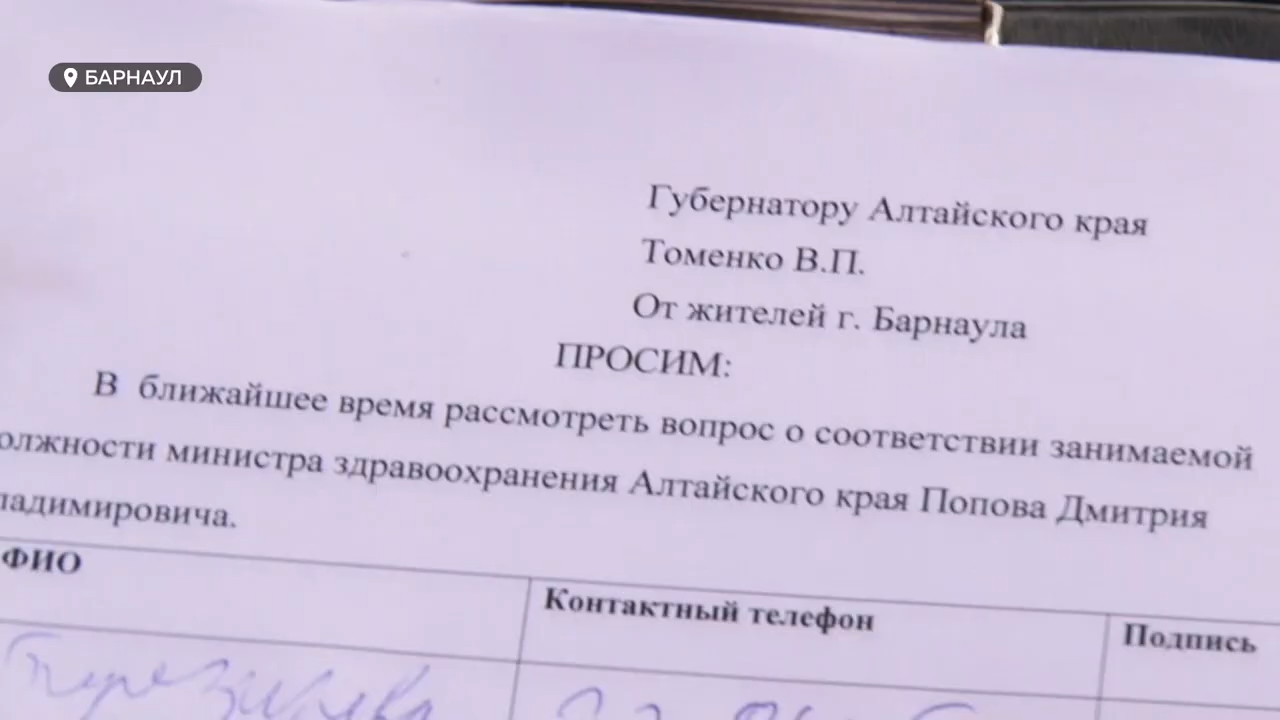 БАРНАУЛ
Губернатору Алтайского края
Томенко В.П.
От жителей г. Барнаула
ПРОСИМ:
В ближайшее время рассмотреть вопрос о соответствии занимаемой
олжности министра здравоохранения Алтайского края Попова Дмитрия
ладимировича.
ФИО Контактный телефон Подпись